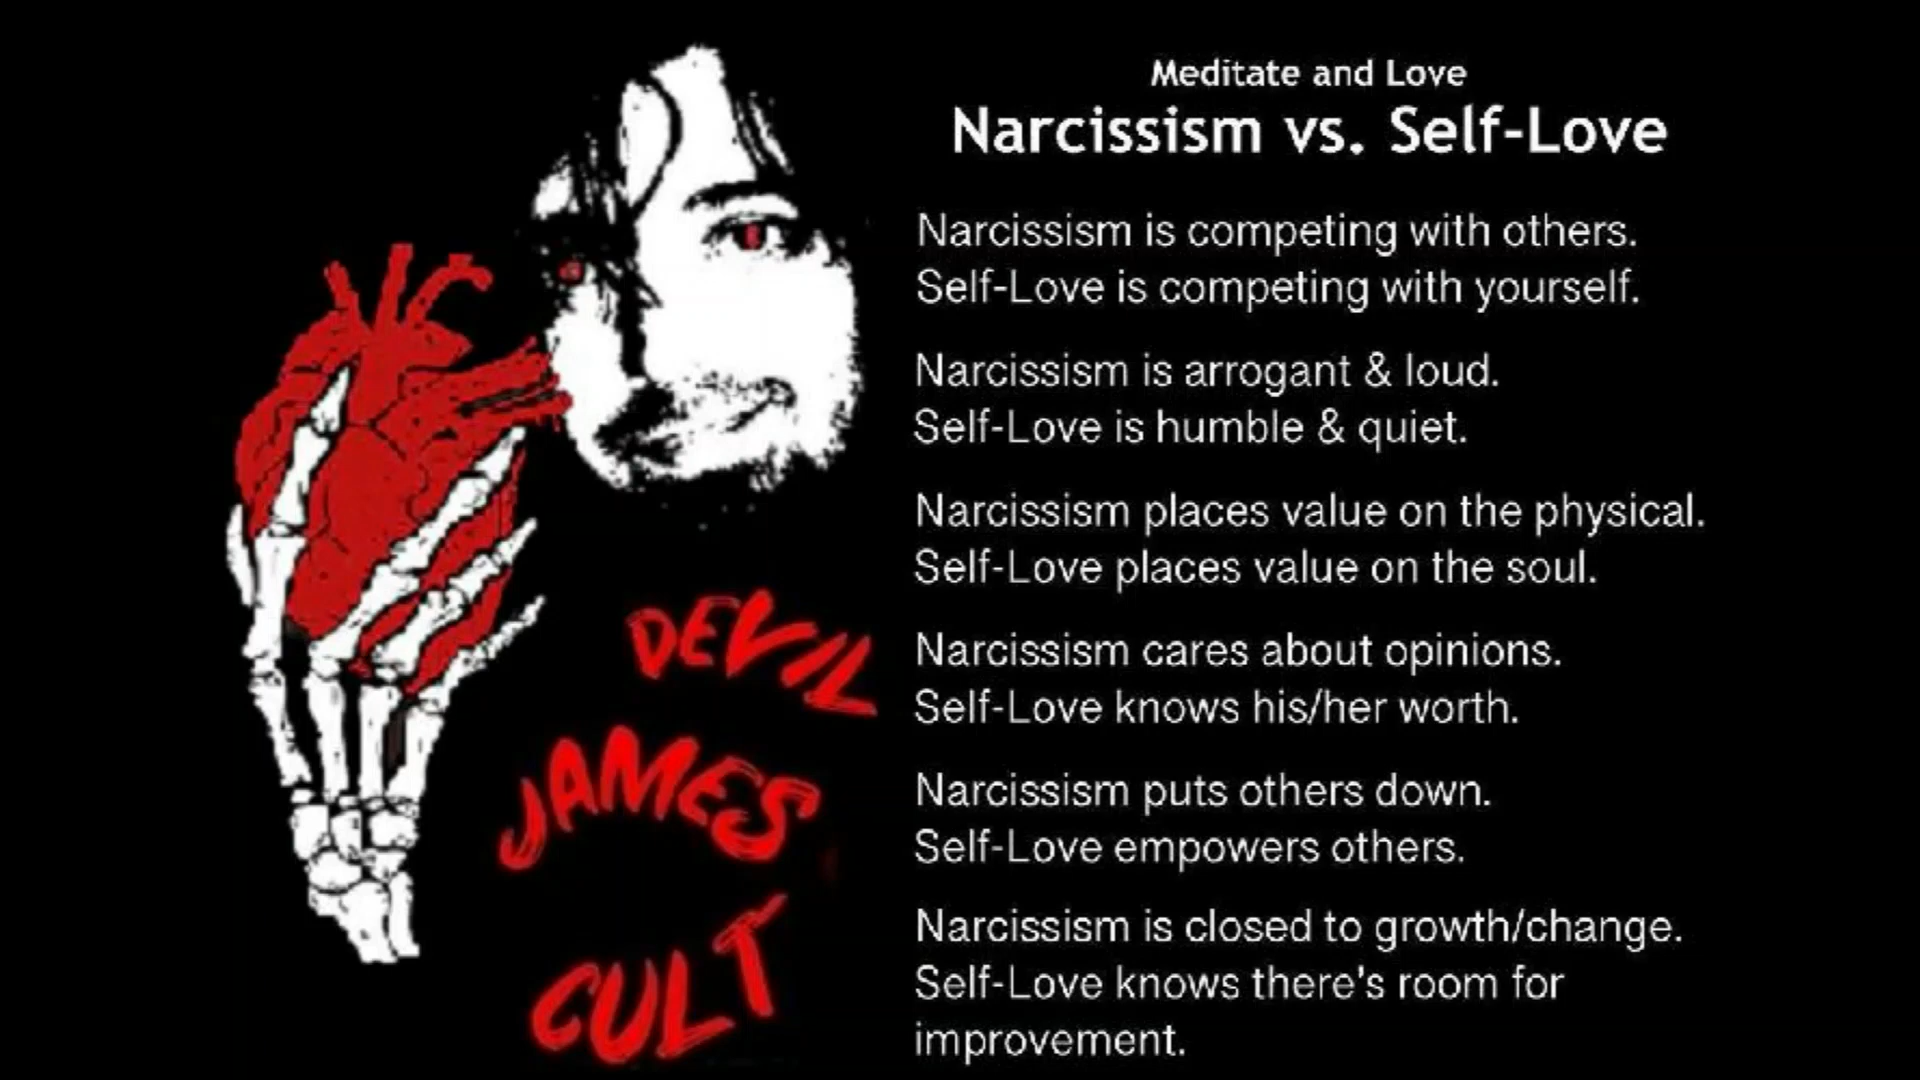 Meditate and Love
Narcissism vs. Self-Love
Narcissism is competing with others.
Self-Love is competing with yourself.
Narcissism is arrogant & loud.
Self-Love is humble & quiet.
Narcissism places value on the physical.
Self-Love places value on the soul.
Narcissism cares about opinions.
Self-Love knows his/her worth.
Narcissism puts others down.
Self-Love empowers others.
Narcissism is closed to growth/change.
Self-Love knows there's room for
improvement.
DEVIL
JAMES
CULT